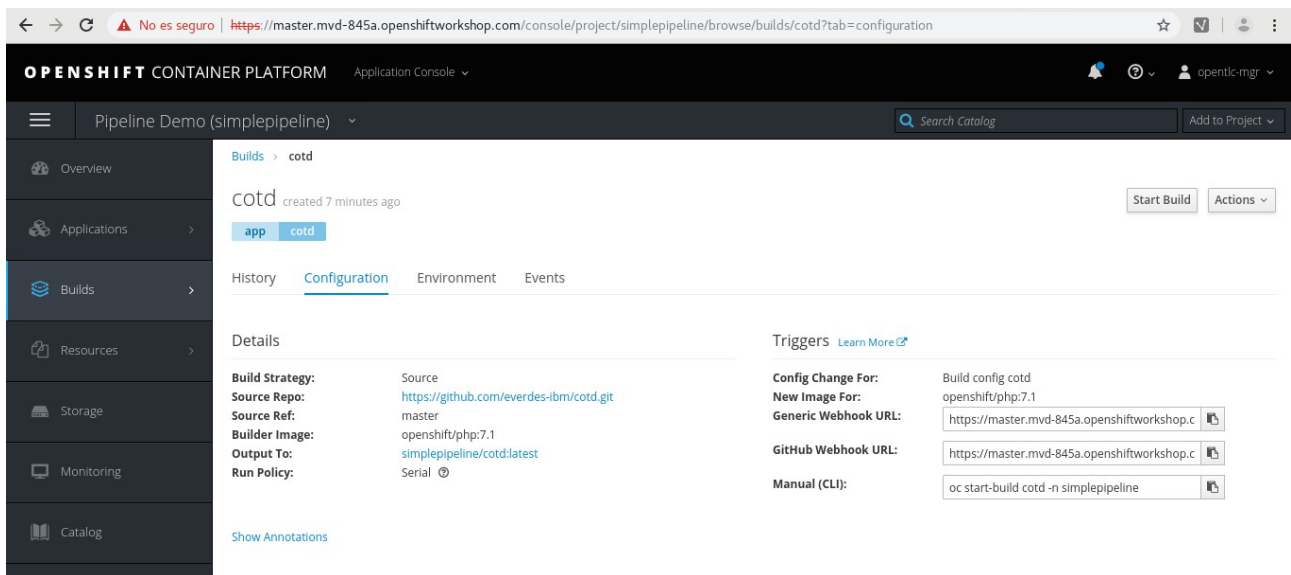 No es seguro | https://master.mvd-845a.openshiftworkshop.com/console/project/simplepipeline/browse/builds/cotd?tab=configuration
OPENSHIFT CONTAINER PLATFORM Application Console opentlc-mgr
Pipeline Demo (simplepipeline) Search Catalog Add to Project
Overview
Applications
Builds
Resources
Storage
Monitoring
Catalog
Builds > cotd
cotd created 7 minutes ago Start Build Actions
app cotd
History Configuration Environment Events
Details
Build Strategy: Source
Source Repo: https://github.com/everdes-ibm/cotd.git
Source Ref: master
Builder Image: openshift/php:7.1
Output To: simplepipeline/cotd:latest
Run Policy: Serial
Show Annotations
Triggers Learn More
Config Change For: Build config cotd
New Image For: openshift/php:7.1
Generic Webhook URL: https://master.mvd-845a.openshiftworkshop.c
GitHub Webhook URL: https://master.mvd-845a.openshiftworkshop.c
Manual (CLI): oc start-build cotd -n simplepipeline